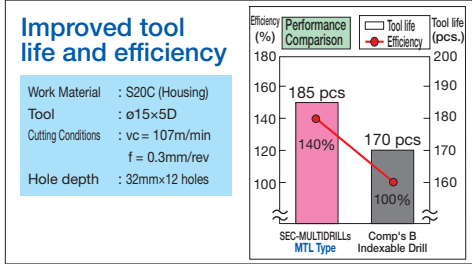 Improved tool
life and efficiency
Work Material : S20C (Housing)
Tool : ø15×5D
Cutting Conditions : vc = 107m/min
f = 0.3mm/rev
Hole depth : 32mm×12 holes
Efficiency
(%)
Performance
Comparison
Tool life
Efficiency
Tool life
(pcs.)
180
160
140
120
100
200
190
180
170
160
185 pcs
140%
170 pcs
100%
SEC-MULTIDRILLs
MTL Type
Comp's B
Indexable Drill